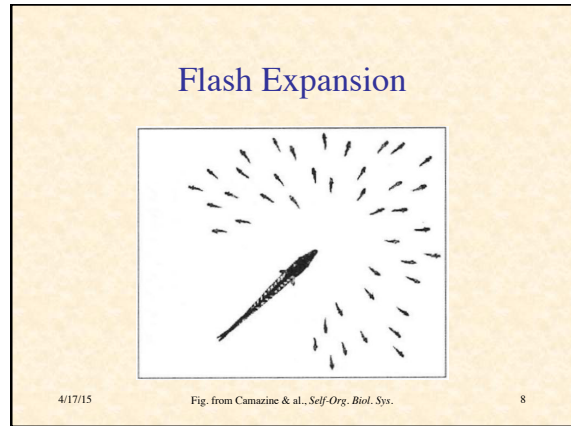 Flash Expansion
4/17/15 Fig. from Camazine & al., Self-Org. Biol. Sys. 8